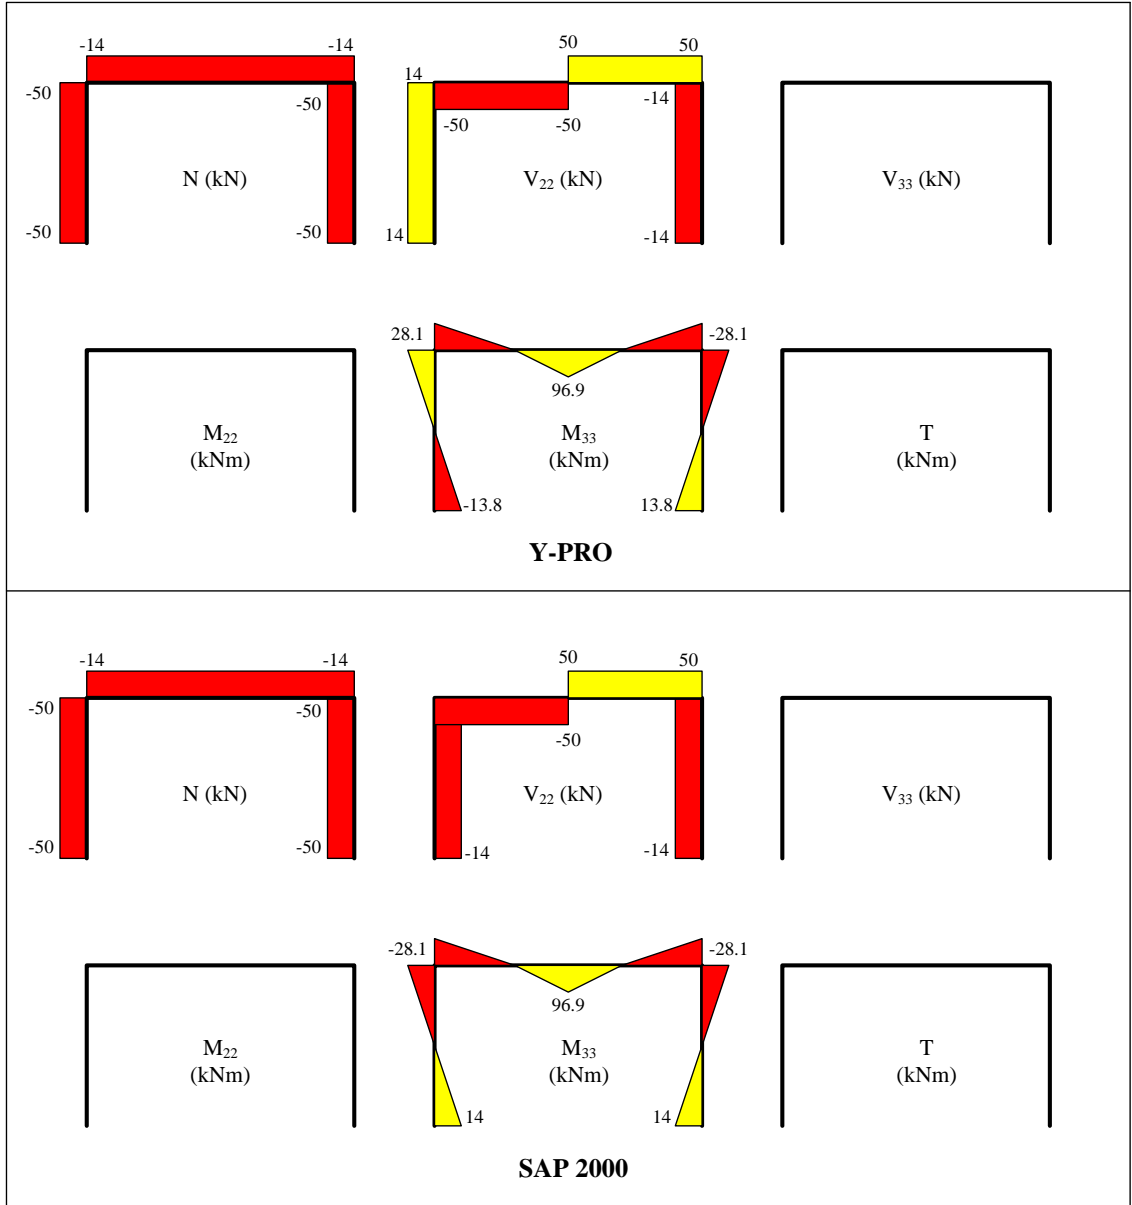 -14 -14 50 50
-50 -50 14 -14
-50 -50
N (kN) V₂₂ (kN) V₃₃ (kN)
-50 -50 14 -14
28.1 -28.1
96.9
M₂₂ M₃₃ T
(kNm) (kNm) (kNm)
-13.8 13.8
Y-PRO
-14 -14 50 50
-50 -50
-50
N (kN) V₂₂ (kN) V₃₃ (kN)
-50 -50 -14 -14
-28.1 -28.1
96.9
M₂₂ M₃₃ T
(kNm) (kNm) (kNm)
14 14
SAP 2000